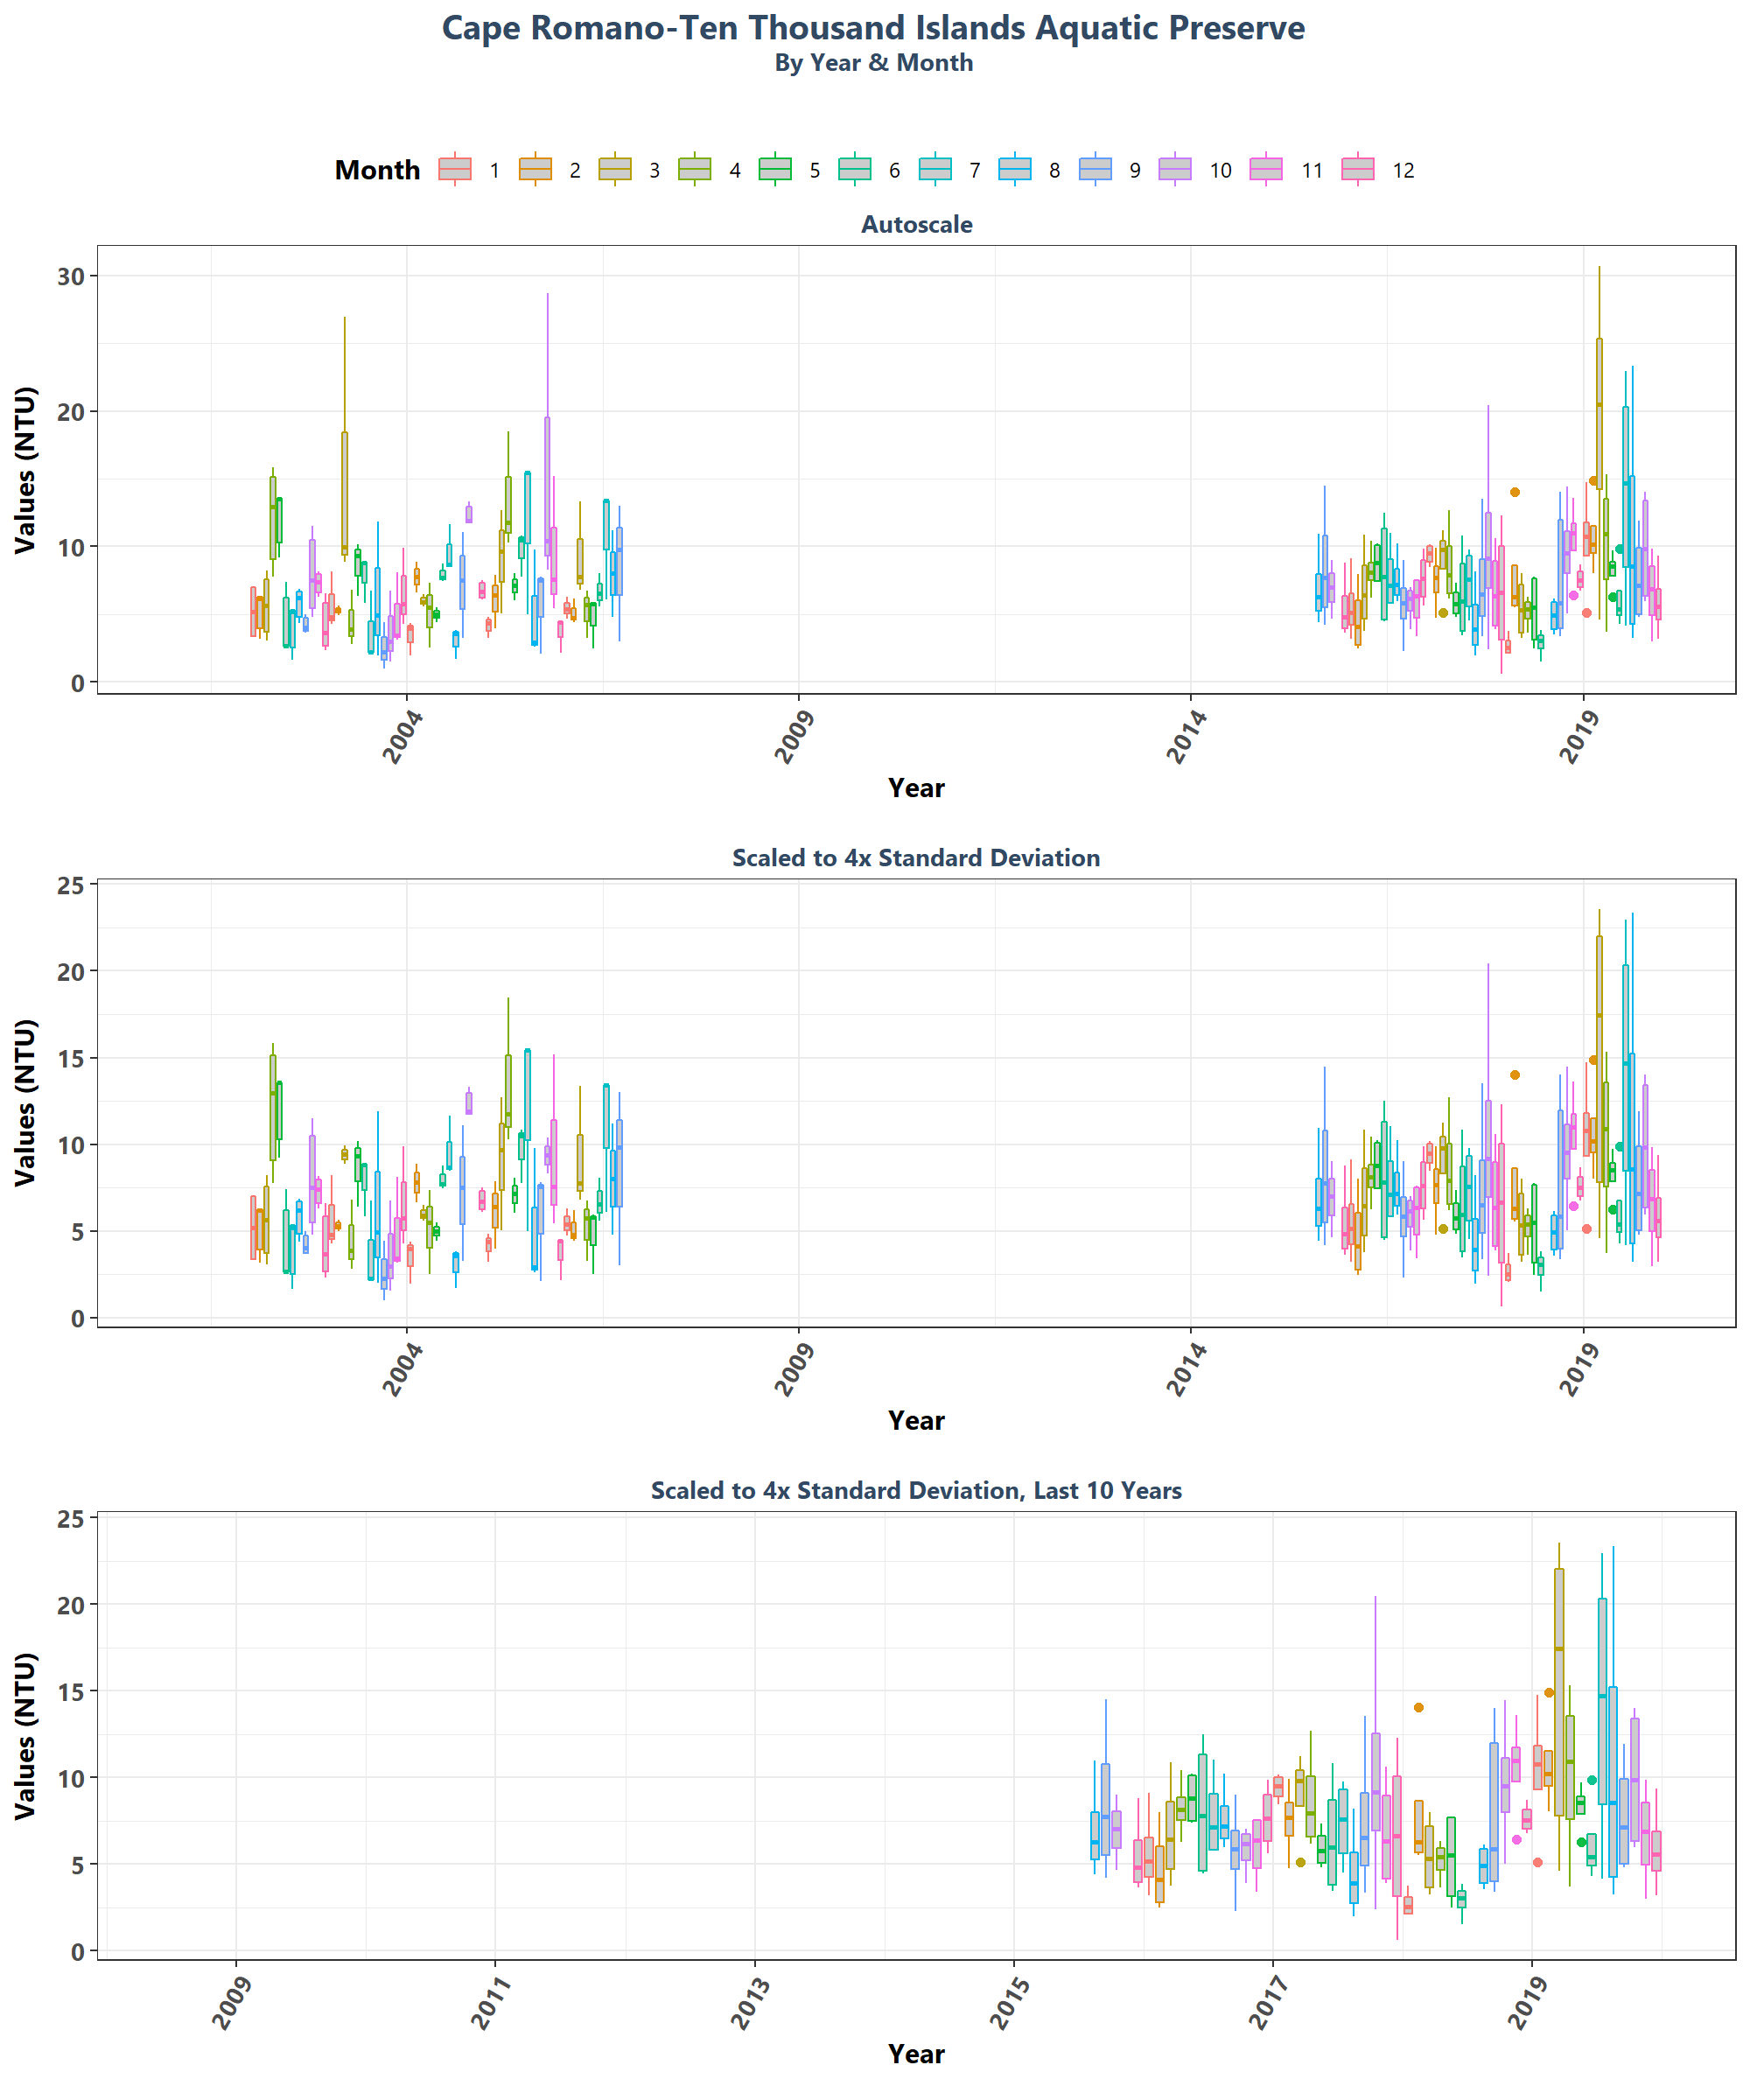 Cape Romano-Ten Thousand Islands Aquatic Preserve
By Year & Month
Month 1 2 3 4 5 6 7 8 9 10 11 12
Autoscale
Values (NTU)
30
20
10
0
2004 2009 2014 2019
Year
Scaled to 4x Standard Deviation
Values (NTU)
25
20
15
10
5
0
2004 2009 2014 2019
Year
Scaled to 4x Standard Deviation, Last 10 Years
Values (NTU)
25
20
15
10
5
0
2009 2011 2013 2015 2017 2019
Year